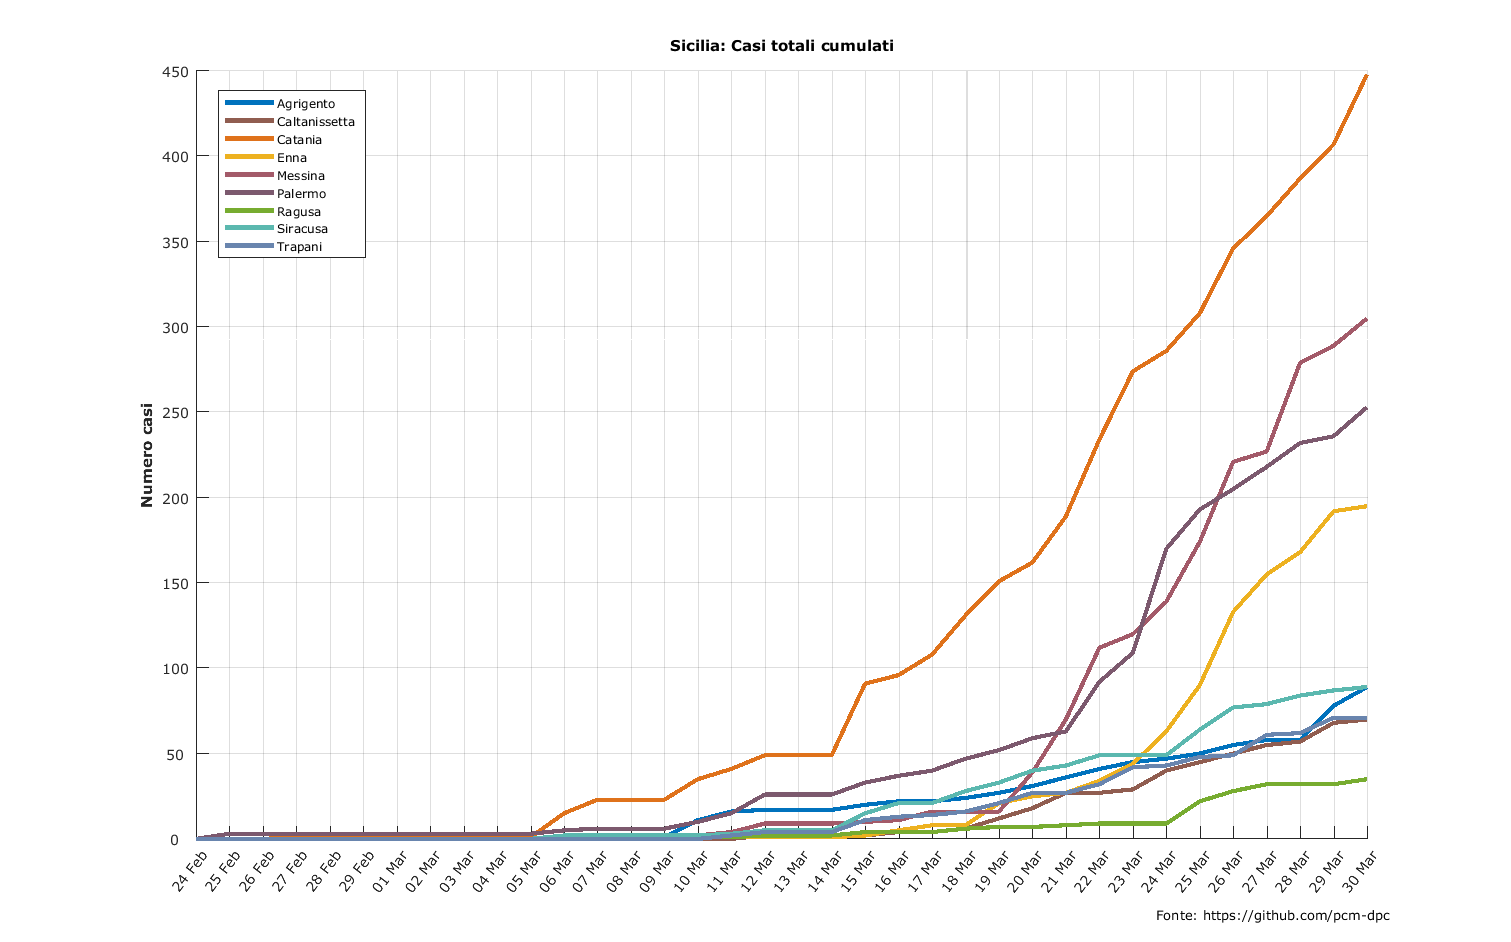 Sicilia: Casi totali cumulati
450
400
350
300
250
200
150
100
50
0
Numero casi
Agrigento
Caltanissetta
Catania
Enna
Messina
Palermo
Ragusa
Siracusa
Trapani
24 Feb
25 Feb
26 Feb
27 Feb
28 Feb
29 Feb
01 Mar
02 Mar
03 Mar
04 Mar
05 Mar
06 Mar
07 Mar
08 Mar
09 Mar
10 Mar
11 Mar
12 Mar
13 Mar
14 Mar
15 Mar
16 Mar
17 Mar
18 Mar
19 Mar
20 Mar
21 Mar
22 Mar
23 Mar
24 Mar
25 Mar
26 Mar
27 Mar
28 Mar
29 Mar
30 Mar
Fonte: https://github.com/pcm-dpc